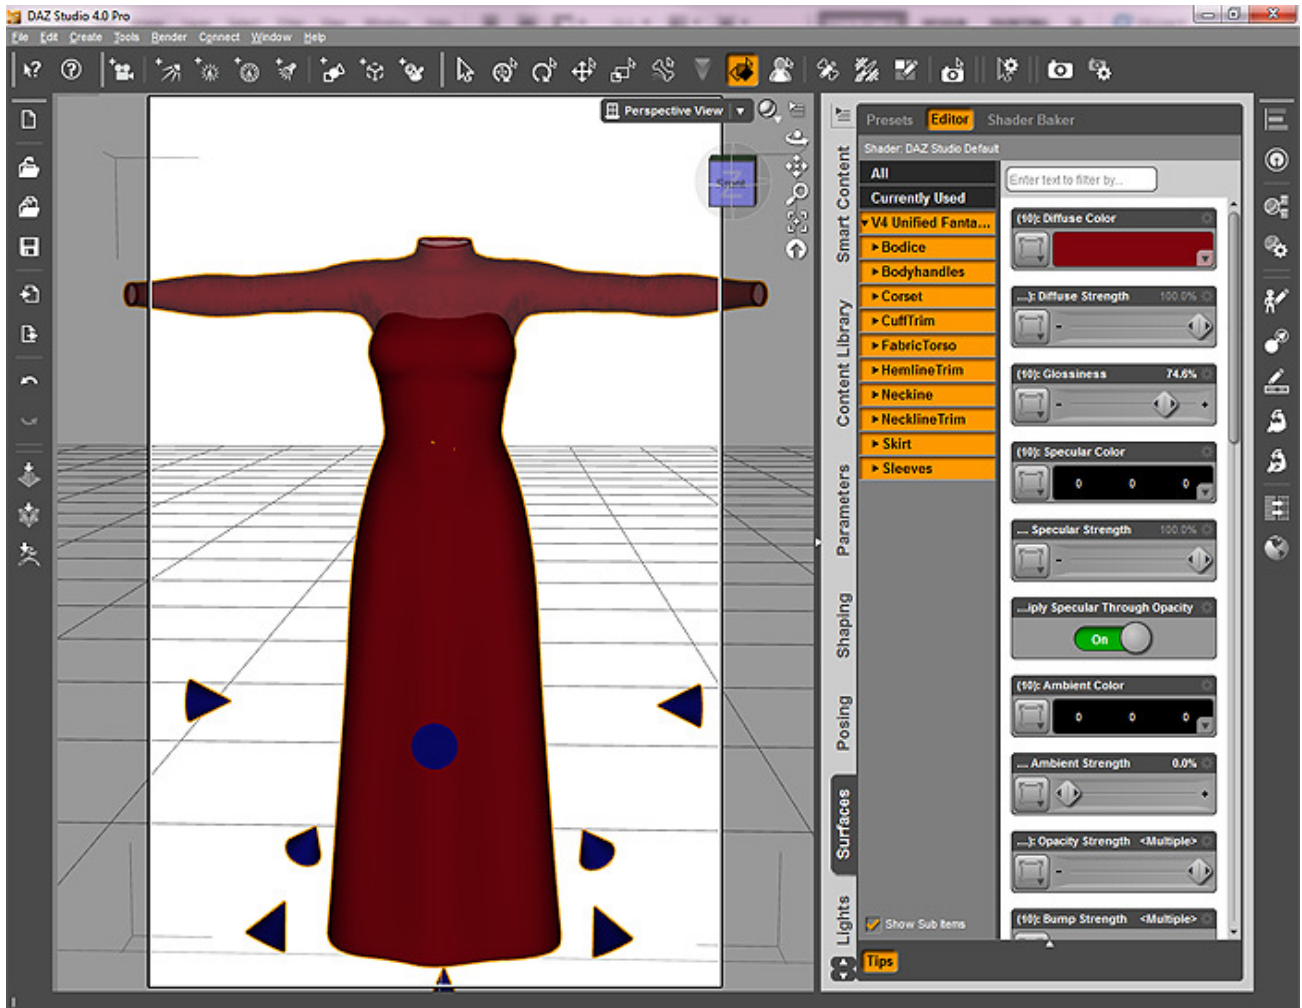 DAZ Studio 4.0 Pro
File Edit Create Tools Render Connect Window Help
Perspective View
Front
Smart Content
Content Library
Parameters
Shaping
Posing
Surfaces
Lights
Presets Editor Shader Baker
Shader: DAZ Studio Default
All
Currently Used
V4 Unified Fanta...
Bodice
Bodyhandles
Corset
CuffTrim
FabricTorso
HemlineTrim
Neckine
NecklineTrim
Skirt
Sleeves
Show Sub Items
Tips
Enter text to filter by...
(10): Diffuse Color
...): Diffuse Strength 100.0%
(10): Glossiness 74.6%
(10): Specular Color
0 0 0
... Specular Strength 100.0%
...iply Specular Through Opacity
On
(10): Ambient Color
0 0 0
... Ambient Strength 0.0%
...): Opacity Strength <Multiple>
(10): Bump Strength <Multiple>